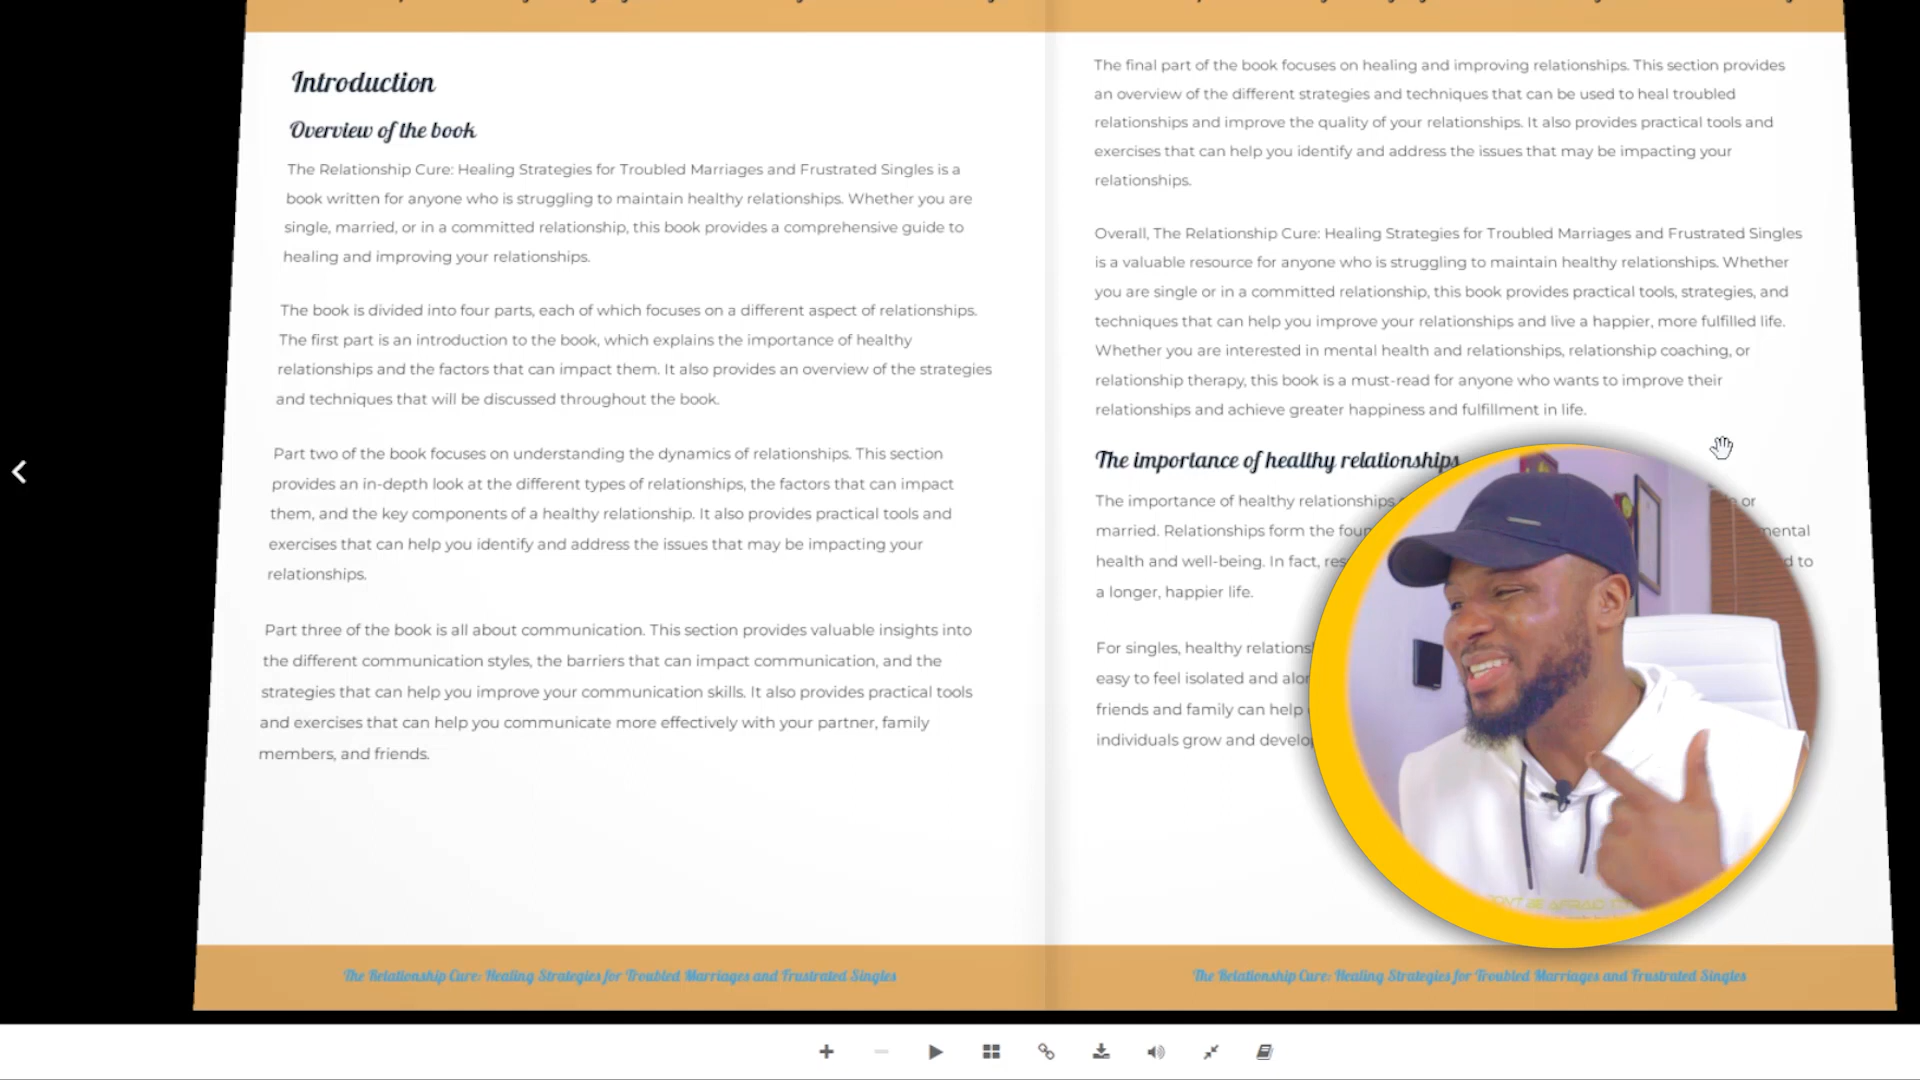 Introduction
Overview of the book
The Relationship Cure: Healing Strategies for Troubled Marriages and Frustrated Singles is a
book written for anyone who is struggling to maintain healthy relationships. Whether you are
single, married, or in a committed relationship, this book provides a comprehensive guide to
healing and improving your relationships.
The book is divided into four parts, each of which focuses on a different aspect of relationships.
The first part is an introduction to the book, which explains the importance of healthy
relationships and the factors that can impact them. It also provides an overview of the strategies
and techniques that will be discussed throughout the book.
Part two of the book focuses on understanding the dynamics of relationships. This section
provides an in-depth look at the different types of relationships, the factors that can impact
them, and the key components of a healthy relationship. It also provides practical tools and
exercises that can help you identify and address the issues that may be impacting your
relationships.
Part three of the book is all about communication. This section provides valuable insights into
the different communication styles, the barriers that can impact communication, and the
strategies that can help you improve your communication skills. It also provides practical tools
and exercises that can help you communicate more effectively with your partner, family
members, and friends.
The Relationship Cure: Healing Strategies for Troubled Marriages and Frustrated Singles
The final part of the book focuses on healing and improving relationships. This section provides
an overview of the different strategies and techniques that can be used to heal troubled
relationships and improve the quality of your relationships. It also provides practical tools and
exercises that can help you identify and address the issues that may be impacting your
relationships.
Overall, The Relationship Cure: Healing Strategies for Troubled Marriages and Frustrated Singles
is a valuable resource for anyone who is struggling to maintain healthy relationships. Whether
you are single or in a committed relationship, this book provides practical tools, strategies, and
techniques that can help you improve your relationships and live a happier, more fulfilled life.
Whether you are interested in mental health and relationships, relationship coaching, or
relationship therapy, this book is a must-read for anyone who wants to improve their
relationships and achieve greater happiness and fulfillment in life.
The importance of healthy relationships
The importance of healthy relationships or
married. Relationships form the mental
health and well-being. In fact, to
a longer, happier life.
For singles, healthy
easy to feel isolated and
friends and family can help
individuals grow and
The Relationship Cure: Healing Strategies for Troubled Marriages and Frustrated Singles